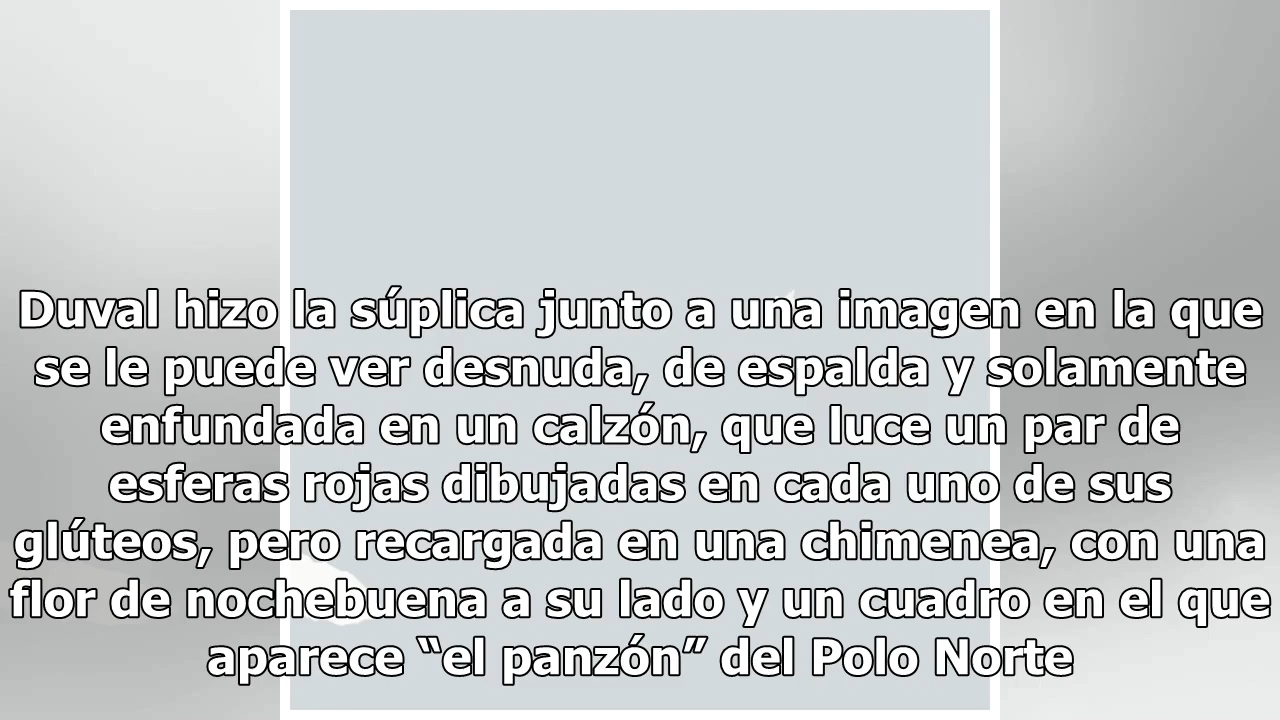 Duval hizo la súplica junto a una imagen en la que
se le puede ver desnuda, de espalda y solamente
enfundada en un calzón, que luce un par de
esferas rojas dibujadas en cada uno de sus
glúteos, pero recargada en una chimenea, con una
flor de nochebuena a su lado y un cuadro en el que
aparece “el panzón” del Polo Norte